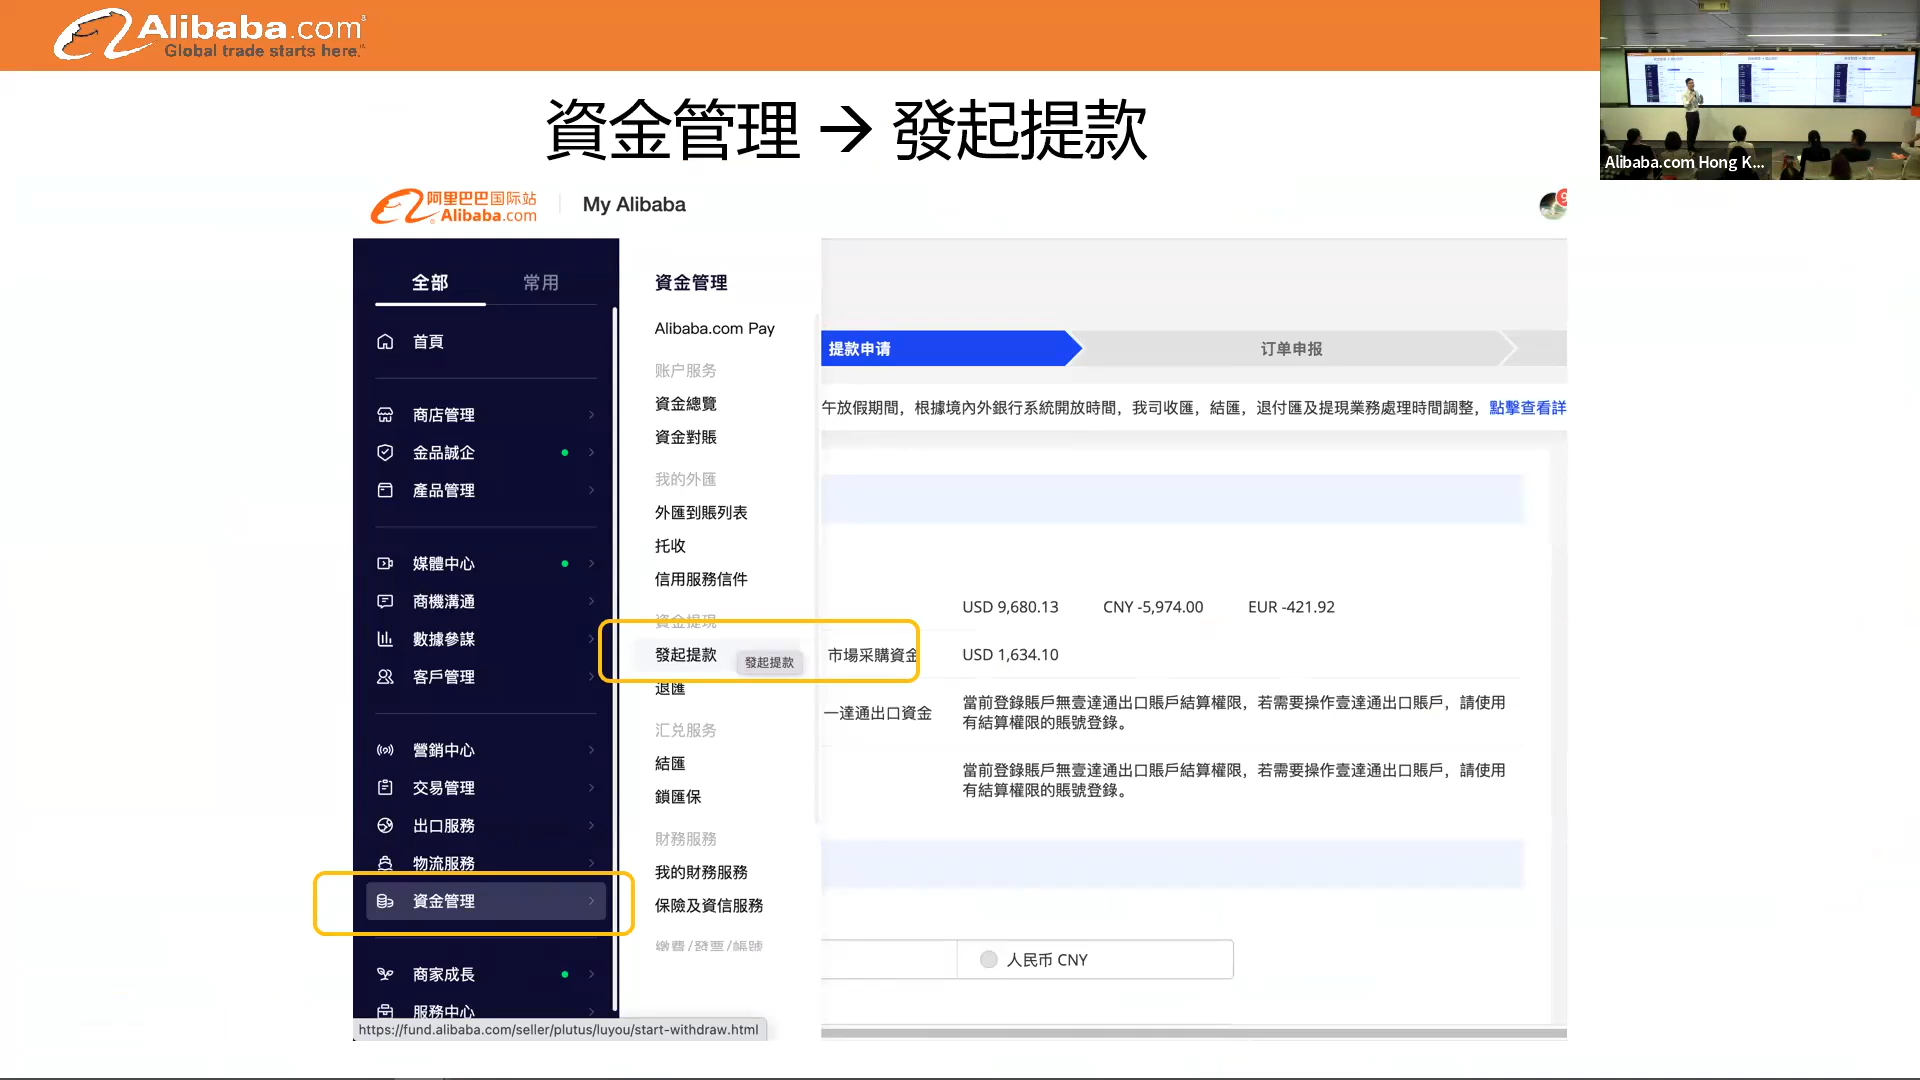 Alibaba.com
Global trade starts here.
Alibaba.com Hong K...
資金管理 → 發起提款
阿里巴巴国际站
Alibaba.com
My Alibaba
9
全部
常用
首頁
商店管理
金品誠企
產品管理
媒體中心
商機溝通
數據參謀
客戶管理
營銷中心
交易管理
出口服務
物流服務
資金管理
商家成長
服務中心
https://fund.alibaba.com/seller/plutus/luyou/start-withdraw.html
資金管理
Alibaba.com Pay
账户服务
資金總覽
資金對賬
我的外匯
外匯到賬列表
托收
信用服務信件
資金提現
發起提款
發起提款
退匯
汇兑服务
結匯
鎖匯保
財務服務
我的財務服務
保險及資信服務
繳費/發票/帳號
提款申请
订单申报
午放假期間，根據境內外銀行系統開放時間，我司收匯，結匯，退付匯及提現業務處理時間調整，點擊查看詳
USD 9,680.13 CNY -5,974.00 EUR -421.92
市場采購資金 USD 1,634.10
一達通出口資金
當前登錄賬戶無壹達通出口賬戶結算權限，若需要操作壹達通出口賬戶，請使用
有結算權限的賬號登錄。
當前登錄賬戶無壹達通出口賬戶結算權限，若需要操作壹達通出口賬戶，請使用
有結算權限的賬號登錄。
人民币 CNY